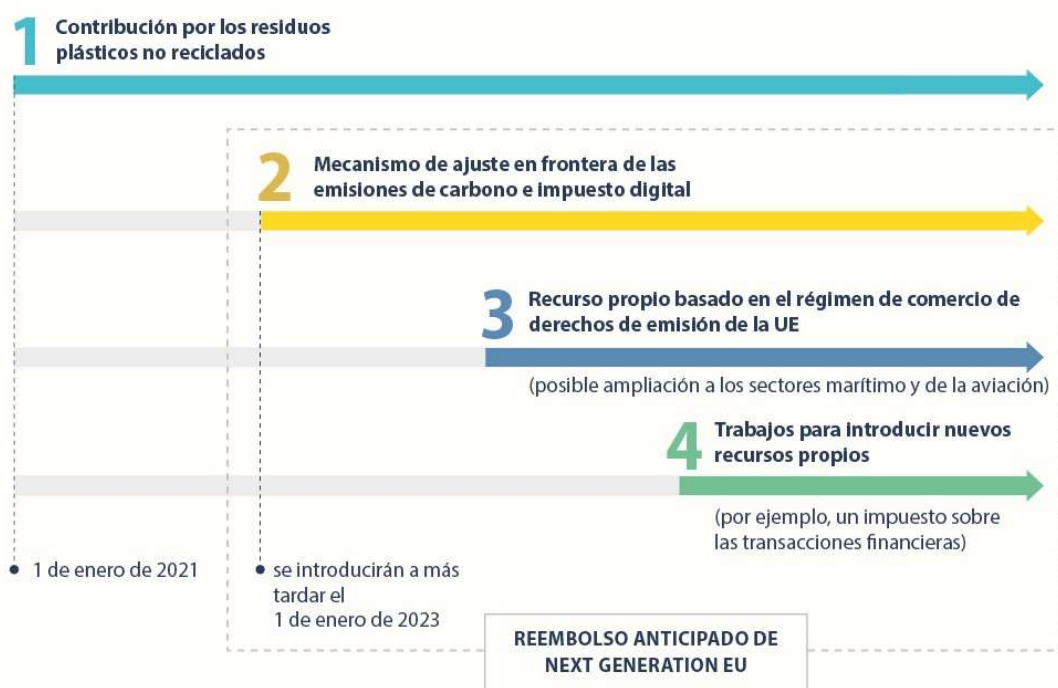 1
Contribución por los residuos
plásticos no reciclados
2
Mecanismo de ajuste en frontera de las
emisiones de carbono e impuesto digital
3
Recurso propio basado en el régimen de comercio de
derechos de emisión de la UE
(posible ampliación a los sectores marítimo y de la aviación)
4
Trabajos para introducir nuevos
recursos propios
(por ejemplo, un impuesto sobre
las transacciones financieras)
• 1 de enero de 2021
• se introducirán a más
tardar el
1 de enero de 2023
REEMBOLSO ANTICIPADO DE
NEXT GENERATION EU